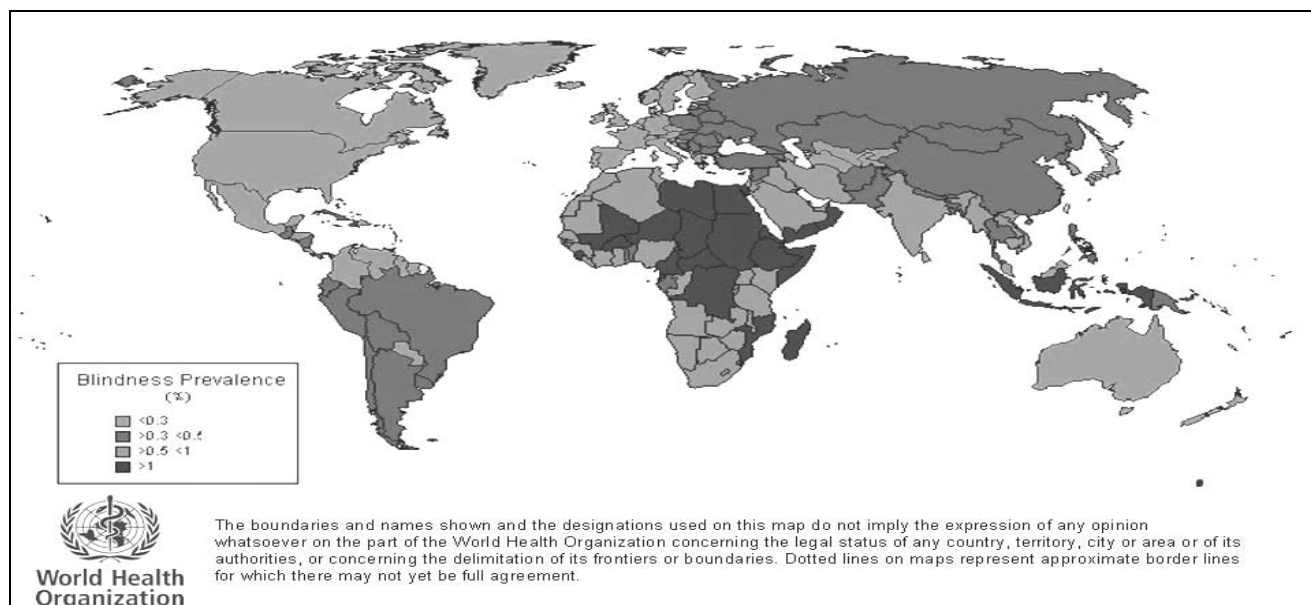 Blindness Prevalence
(%)
<0.3
>0.3 <0.5
>0.5 <1
>1
The boundaries and names shown and the designations used on this map do not imply the expression of any opinion
whatsoever on the part of the World Health Organization concerning the legal status of any country, territory, city or area or of its
authorities, or concerning the delimitation of its frontiers or boundaries. Dotted lines on maps represent approximate border lines
for which there may not yet be full agreement.
World Health
Organization